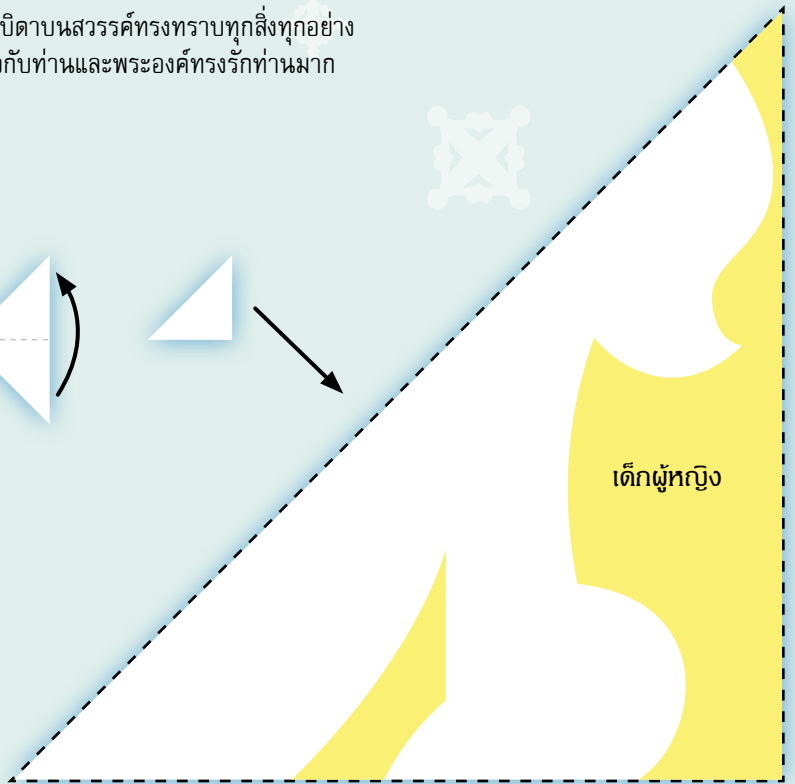 บิดาบนสวรรค์ทรงทราบทุกสิ่งทุกอย่าง
กับท่านและพระองค์ทรงรักท่านมาก
เด็กผู้หญิง